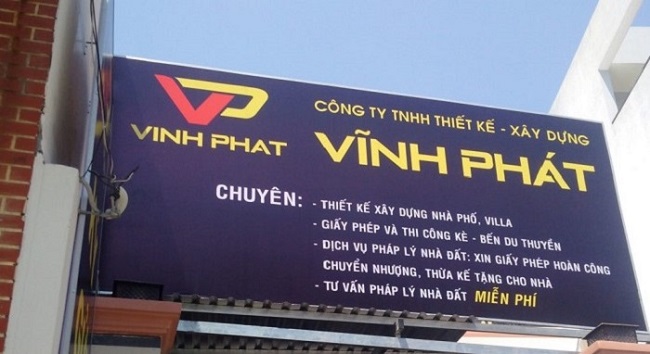 VINH PHAT
CÔNG TY TNHH THIẾT KẾ - XÂY DỰNG
VĨNH PHÁT
CHUYÊN: - THIẾT KẾ XÂY DỰNG NHÀ PHỐ, VILLA
- GIẤY PHÉP VÀ THI CÔNG KÈ - BẾN DU THUYỀN
- DỊCH VỤ PHÁP LÝ NHÀ ĐẤT: XIN GIẤY PHÉP HOÀN CÔNG
CHUYỂN NHƯỢNG, THỪA KẾ TẶNG CHO NHÀ
- TƯ VẤN PHÁP LÝ NHÀ ĐẤT MIỄN PHÍ